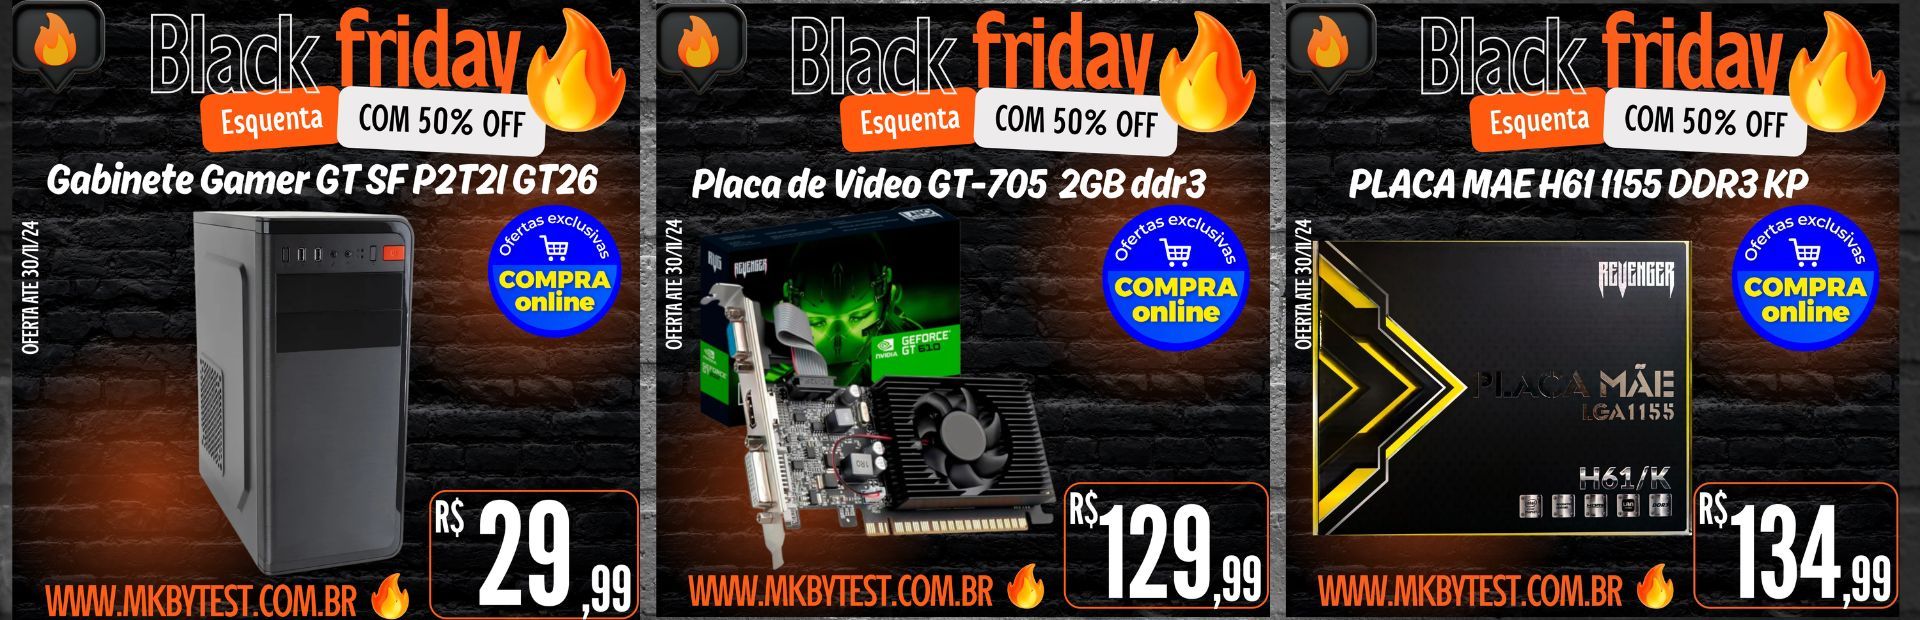 Black friday
Esquenta COM 50% OFF
Gabinete Gamer GT SF P2T2I GT26
OFERTA ATE 30/11/24
Ofertas exclusivas
COMPRA
online
R$ 29,99
WWW.MKBYTEST.COM.BR
Black friday
Esquenta COM 50% OFF
Placa de Video GT-705 2GB ddr3
OFERTA ATE 30/11/24
Ofertas exclusivas
COMPRA
online
REVENGER
NVIDIA
GEFORCE
GT 610
R$ 129,99
WWW.MKBYTEST.COM.BR
Black friday
Esquenta COM 50% OFF
PLACA MAE H61 1155 DDR3 KP
OFERTA ATE 30/11/24
Ofertas exclusivas
COMPRA
online
REVENGER
PLACA MÃE
LGA1155
H61/K
R$ 134,99
WWW.MKBYTEST.COM.BR